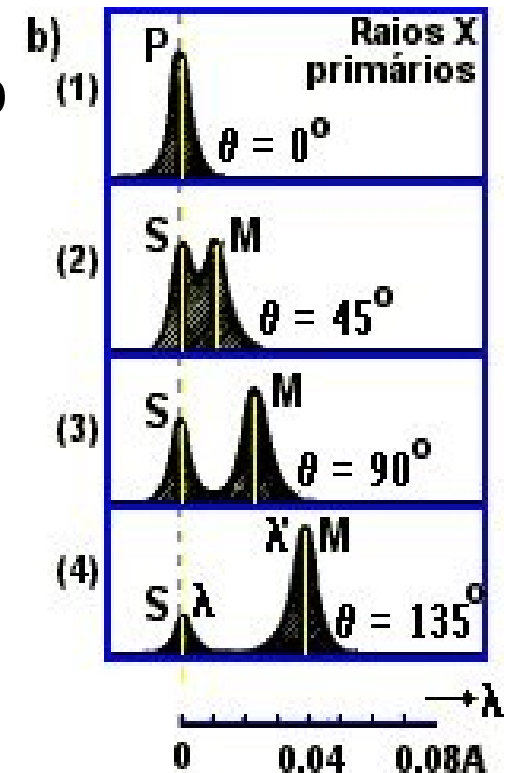 b)
Raios X
primários
(1)
P
θ = 0°
(2)
S M
θ = 45°
(3)
S
M
θ = 90°
(4)
λ' M
S λ
θ = 135°
→ λ
0 0.04 0.08A